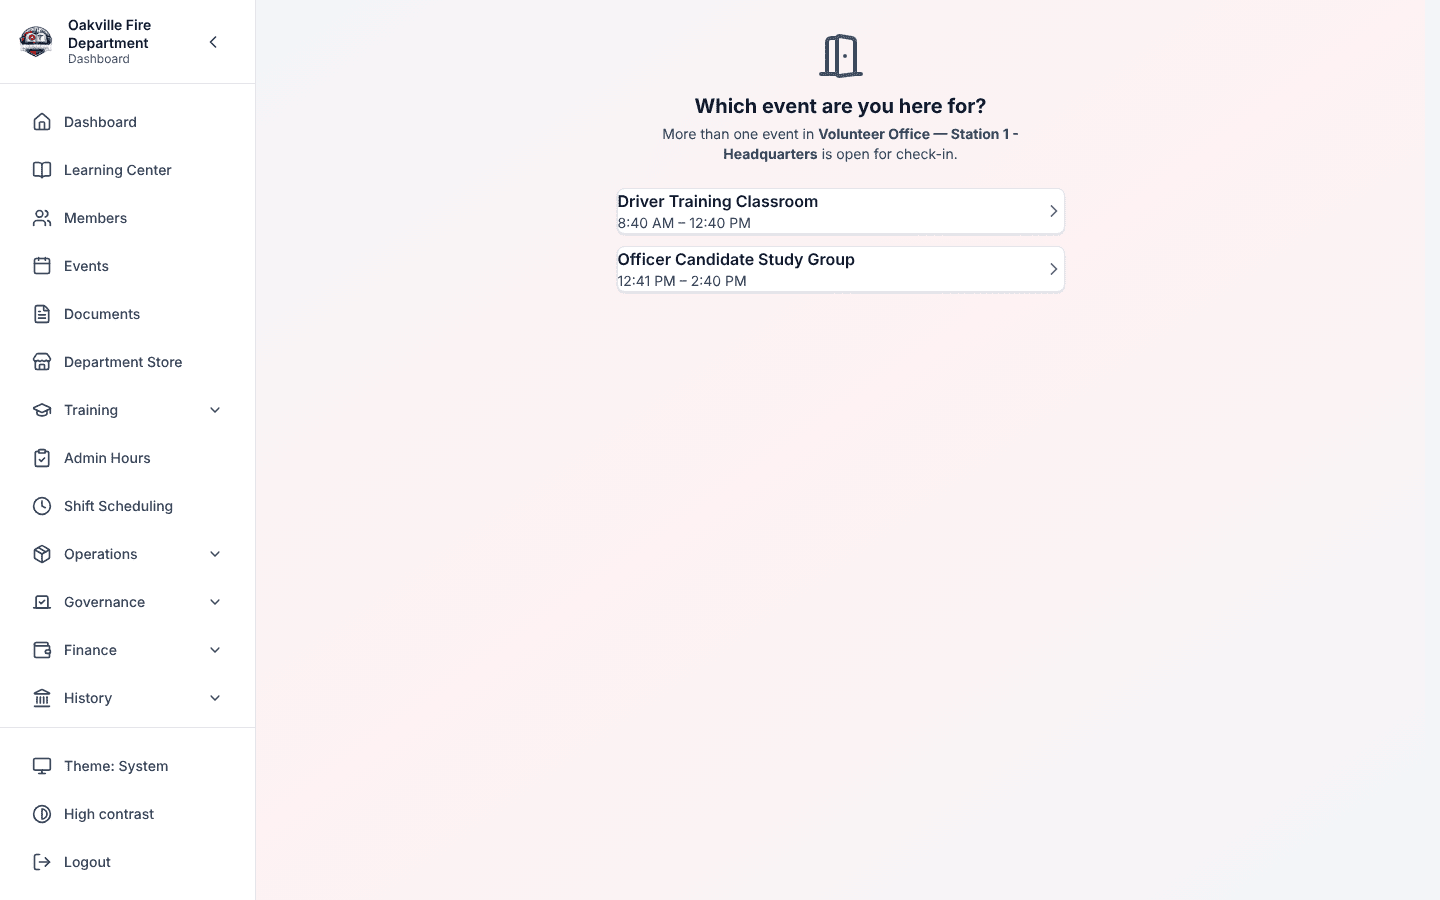 Oakville Fire
Department
Dashboard
Dashboard
Learning Center
Members
Events
Documents
Department Store
Training
Admin Hours
Shift Scheduling
Operations
Governance
Finance
History
Theme: System
High contrast
Logout
Which event are you here for?
More than one event in Volunteer Office — Station 1 -
Headquarters is open for check-in.
Driver Training Classroom
8:40 AM – 12:40 PM
Officer Candidate Study Group
12:41 PM – 2:40 PM